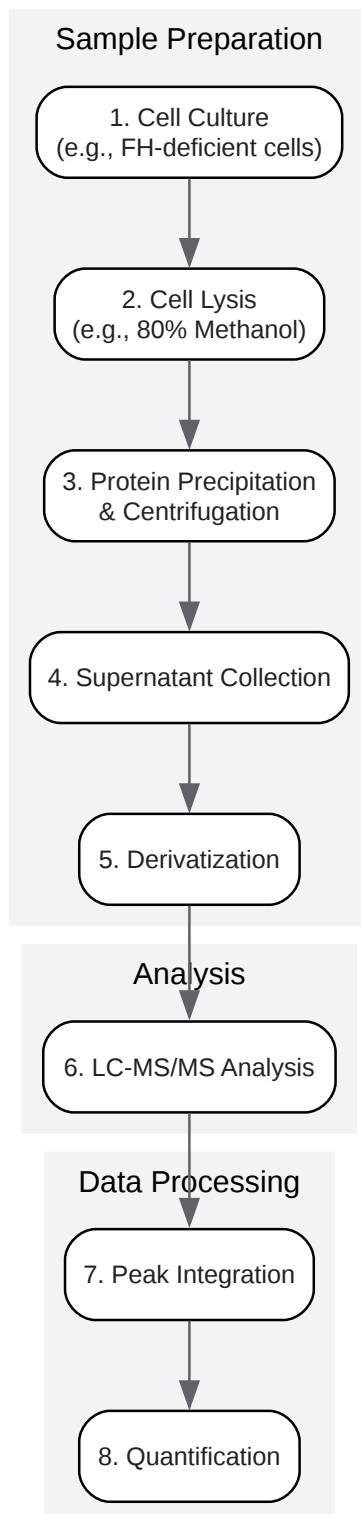 Sample Preparation
1. Cell Culture
(e.g., FH-deficient cells)
2. Cell Lysis
(e.g., 80% Methanol)
3. Protein Precipitation
& Centrifugation
4. Supernatant Collection
5. Derivatization
Analysis
6. LC-MS/MS Analysis
Data Processing
7. Peak Integration
8. Quantification